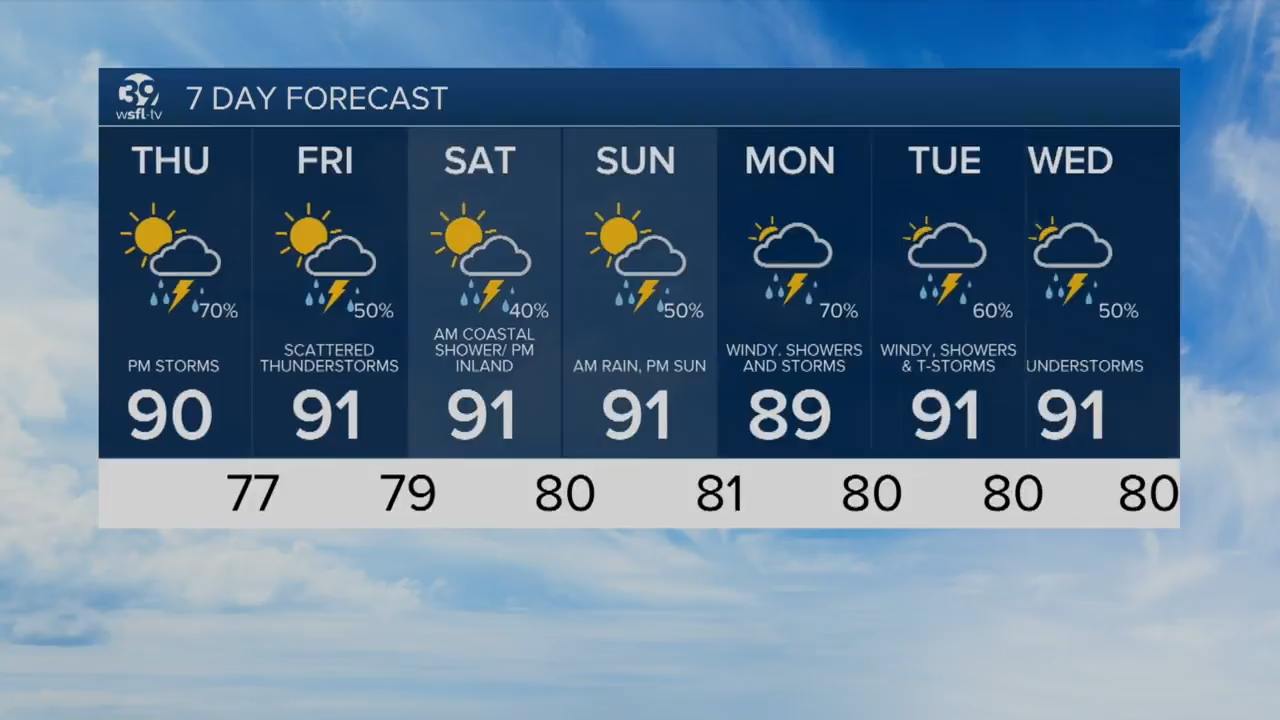 39
wsfl-tv
7 DAY FORECAST
THU
FRI
SAT
SUN
MON
TUE
WED
70%
50%
40%
50%
70%
60%
50%
PM STORMS
SCATTERED
THUNDERSTORMS
AM COASTAL
SHOWER/ PM
INLAND
AM RAIN, PM SUN
WINDY. SHOWERS
AND STORMS
WINDY, SHOWERS
& T-STORMS
UNDERSTORMS
90
91
91
91
89
91
91
77
79
80
81
80
80
80